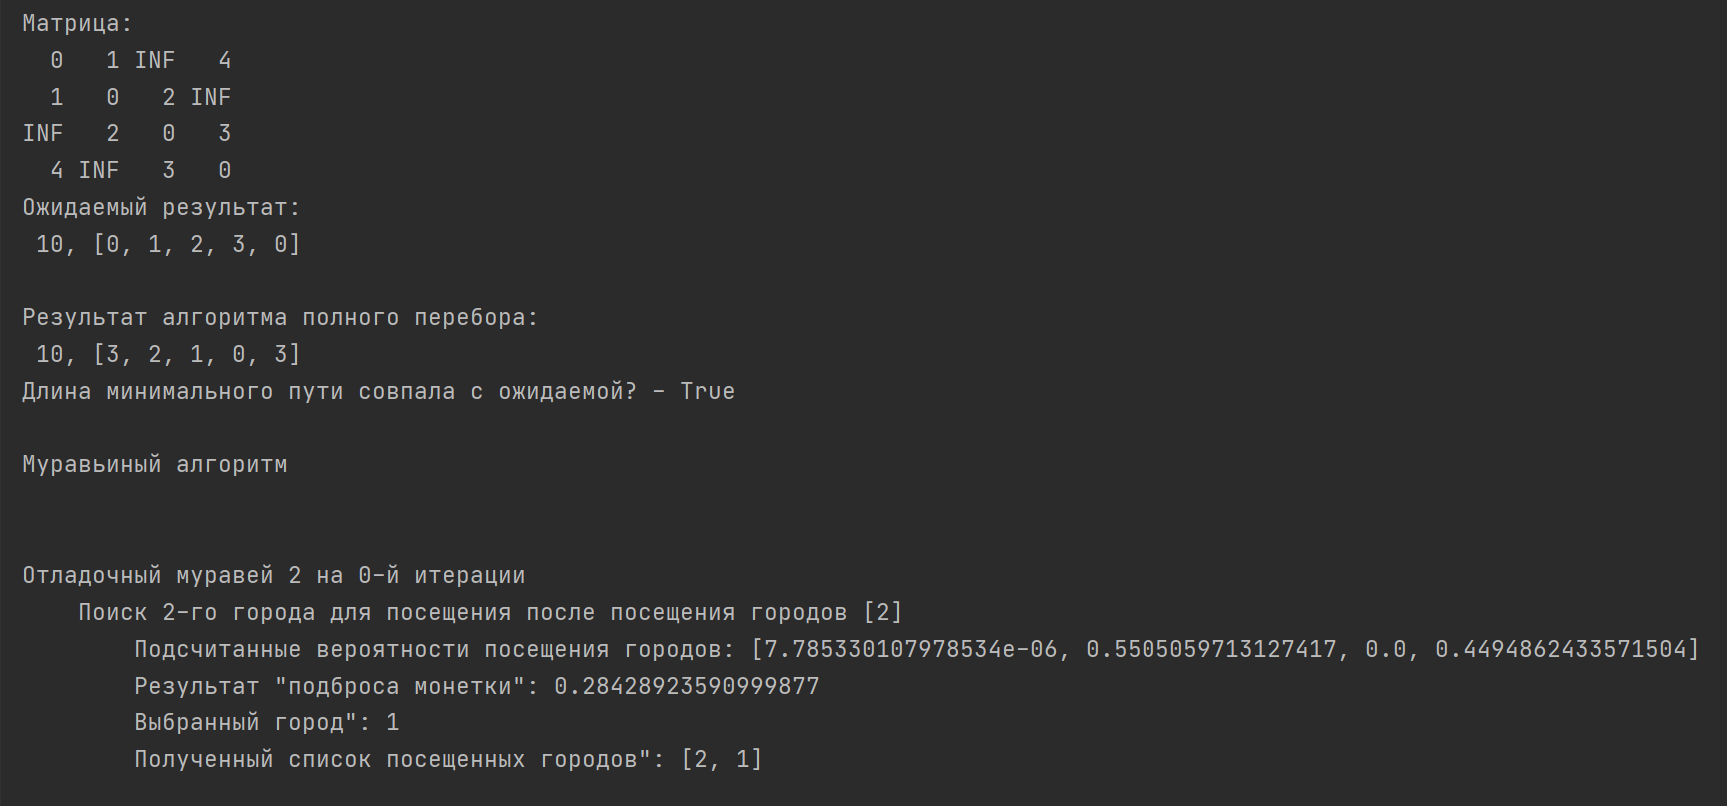 Матрица:
  0   1 INF   4
  1   0   2 INF
INF   2   0   3
  4 INF   3   0
Ожидаемый результат:
 10, [0, 1, 2, 3, 0]

Результат алгоритма полного перебора:
 10, [3, 2, 1, 0, 3]
Длина минимального пути совпала с ожидаемой? - True

Муравьиный алгоритм


Отладочный муравей 2 на 0-й итерации
    Поиск 2-го города для посещения после посещения городов [2]
        Подсчитанные вероятности посещения городов: [7.785330107978534e-06, 0.5505059713127417, 0.0, 0.4494862433571504]
        Результат "подброса монетки": 0.28428923590999877
        Выбранный город": 1
        Полученный список посещенных городов": [2, 1]